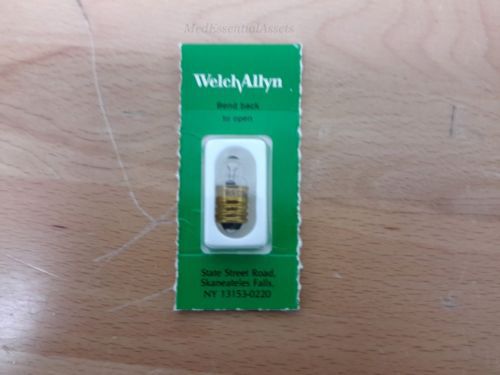 MedEssentialAssets
WelchAllyn
Bend back
to open
State Street Road,
Skaneateles Falls,
NY 13153-0220